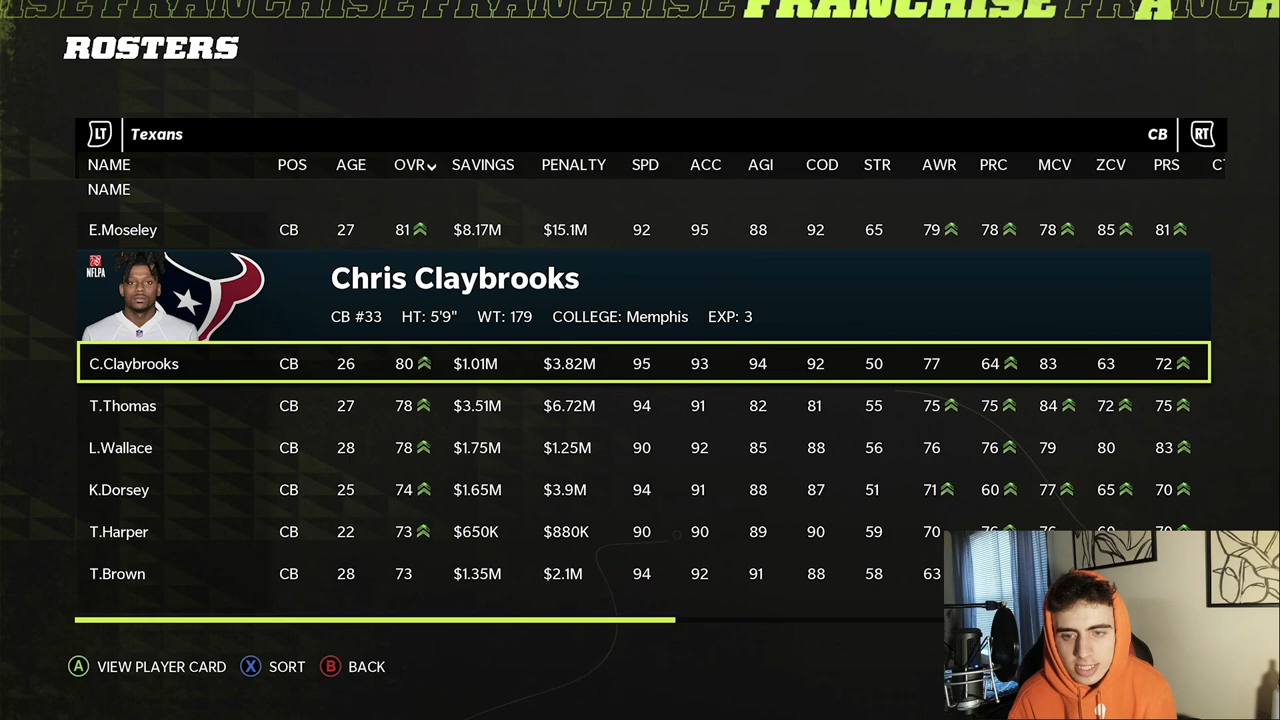 FRANCHISE FRANCHISE FRANCHISE FRANCHISE
ROSTERS
LT Texans CB RT
NAME POS AGE OVR SAVINGS PENALTY SPD ACC AGI COD STR AWR PRC MCV ZCV PRS
NAME
E.Moseley CB 27 81 $8.17M $15.1M 92 95 88 92 65 79 78 78 85 81
NFLPA
Chris Claybrooks
CB #33 HT: 5'9" WT: 179 COLLEGE: Memphis EXP: 3
C.Claybrooks CB 26 80 $1.01M $3.82M 95 93 94 92 50 77 64 83 63 72
T.Thomas CB 27 78 $3.51M $6.72M 94 91 82 81 55 75 75 84 72 75
L.Wallace CB 28 78 $1.75M $1.25M 90 92 85 88 56 76 76 79 80 83
K.Dorsey CB 25 74 $1.65M $3.9M 94 91 88 87 51 71 60 77 65 70
T.Harper CB 22 73 $650K $880K 90 90 89 90 59 70
T.Brown CB 28 73 $1.35M $2.1M 94 92 91 88 58 63
A VIEW PLAYER CARD X SORT B BACK